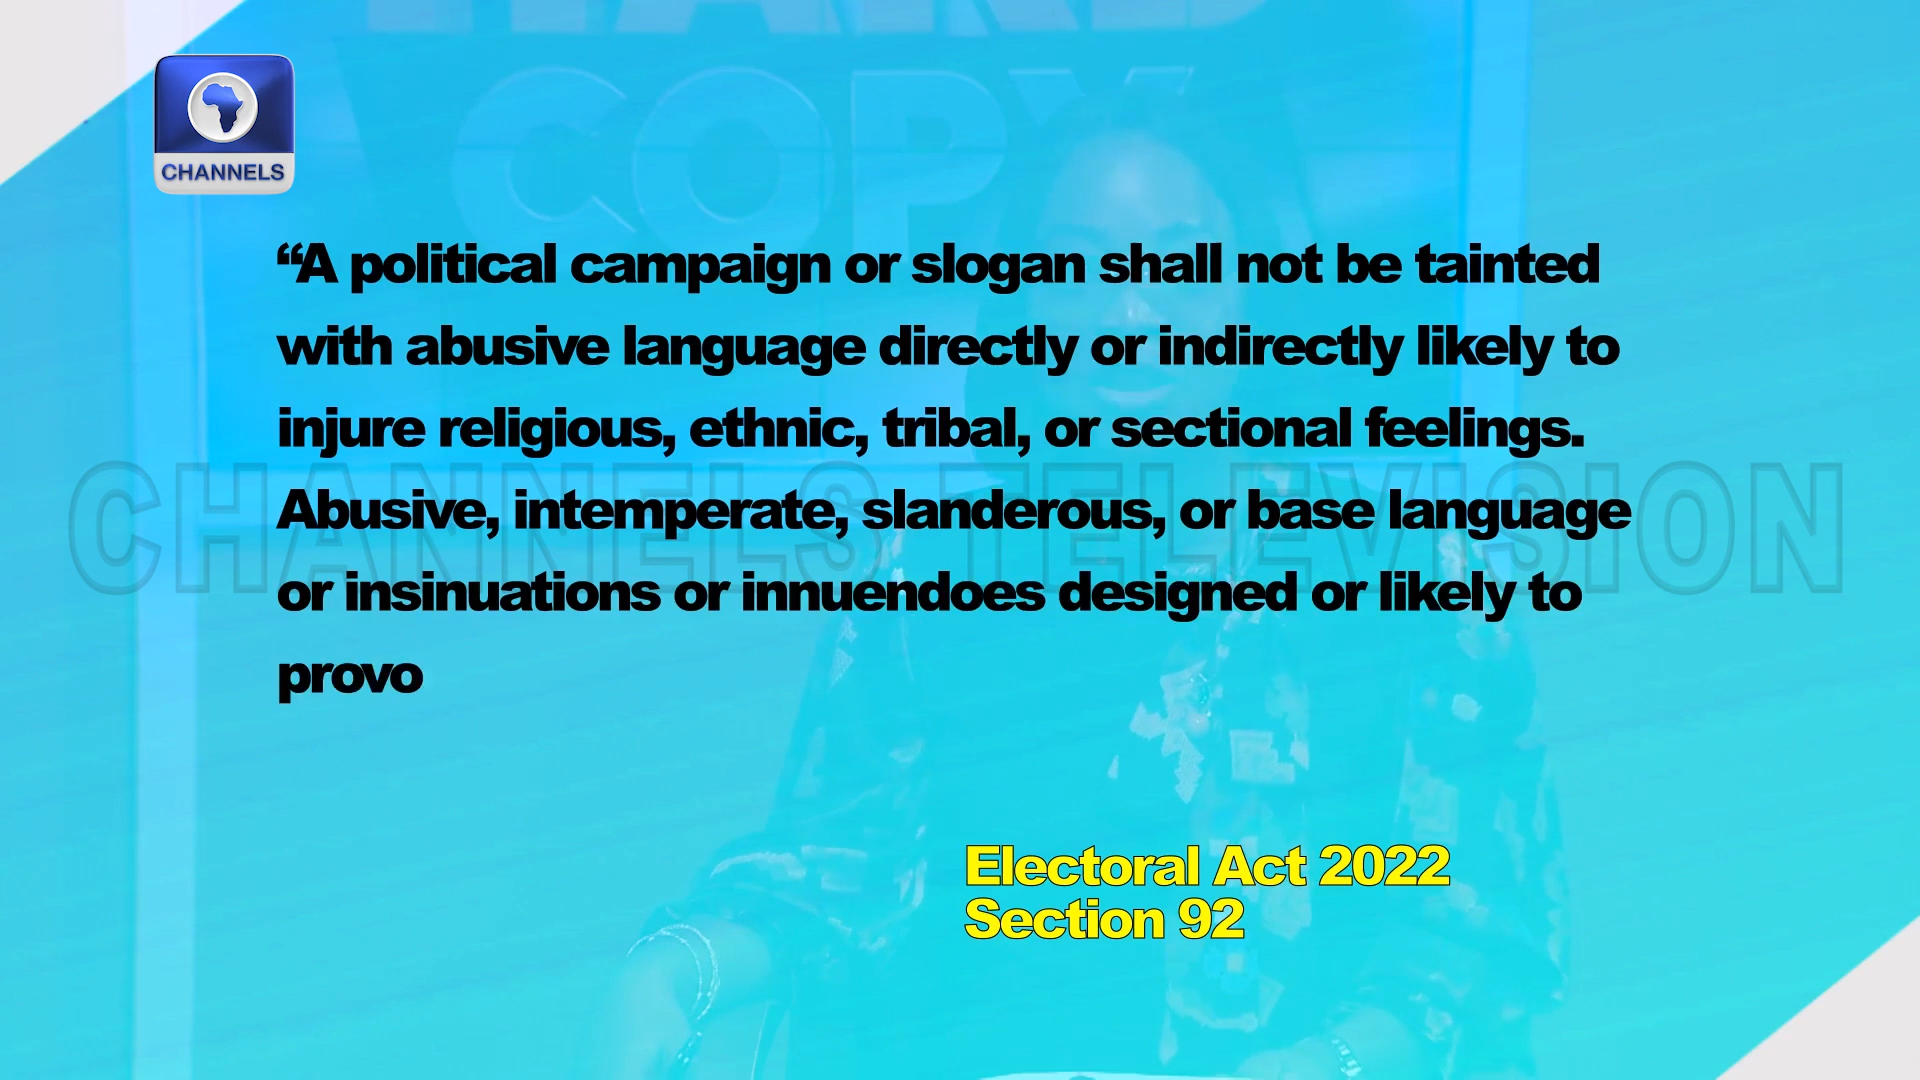 HARD
COPY
CHANNELS
“A political campaign or slogan shall not be tainted
with abusive language directly or indirectly likely to
injure religious, ethnic, tribal, or sectional feelings.
Abusive, intemperate, slanderous, or base language
or insinuations or innuendoes designed or likely to
provo
CHANNELS TELEVISION
Electoral Act 2022
Section 92